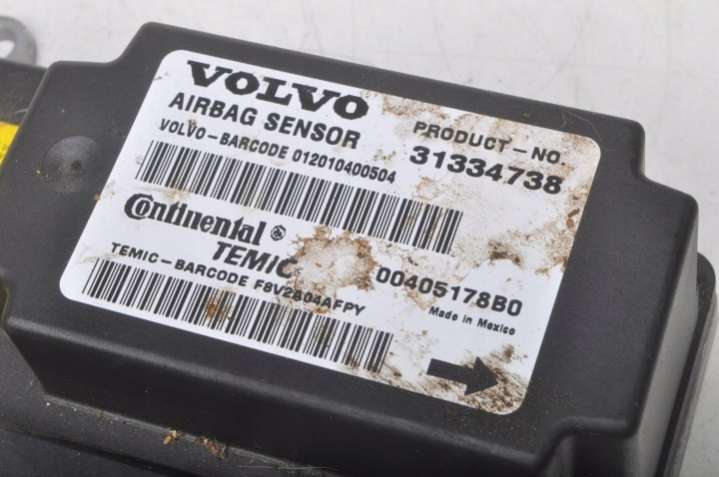 VOLVO
AIRBAG SENSOR
PRODUCT-NO.
VOLVO-BARCODE 012010400504
31334738
Continental
TEMIC
00405178B0
TEMIC-BARCODE F8V2804AFPY
Made in Mexico